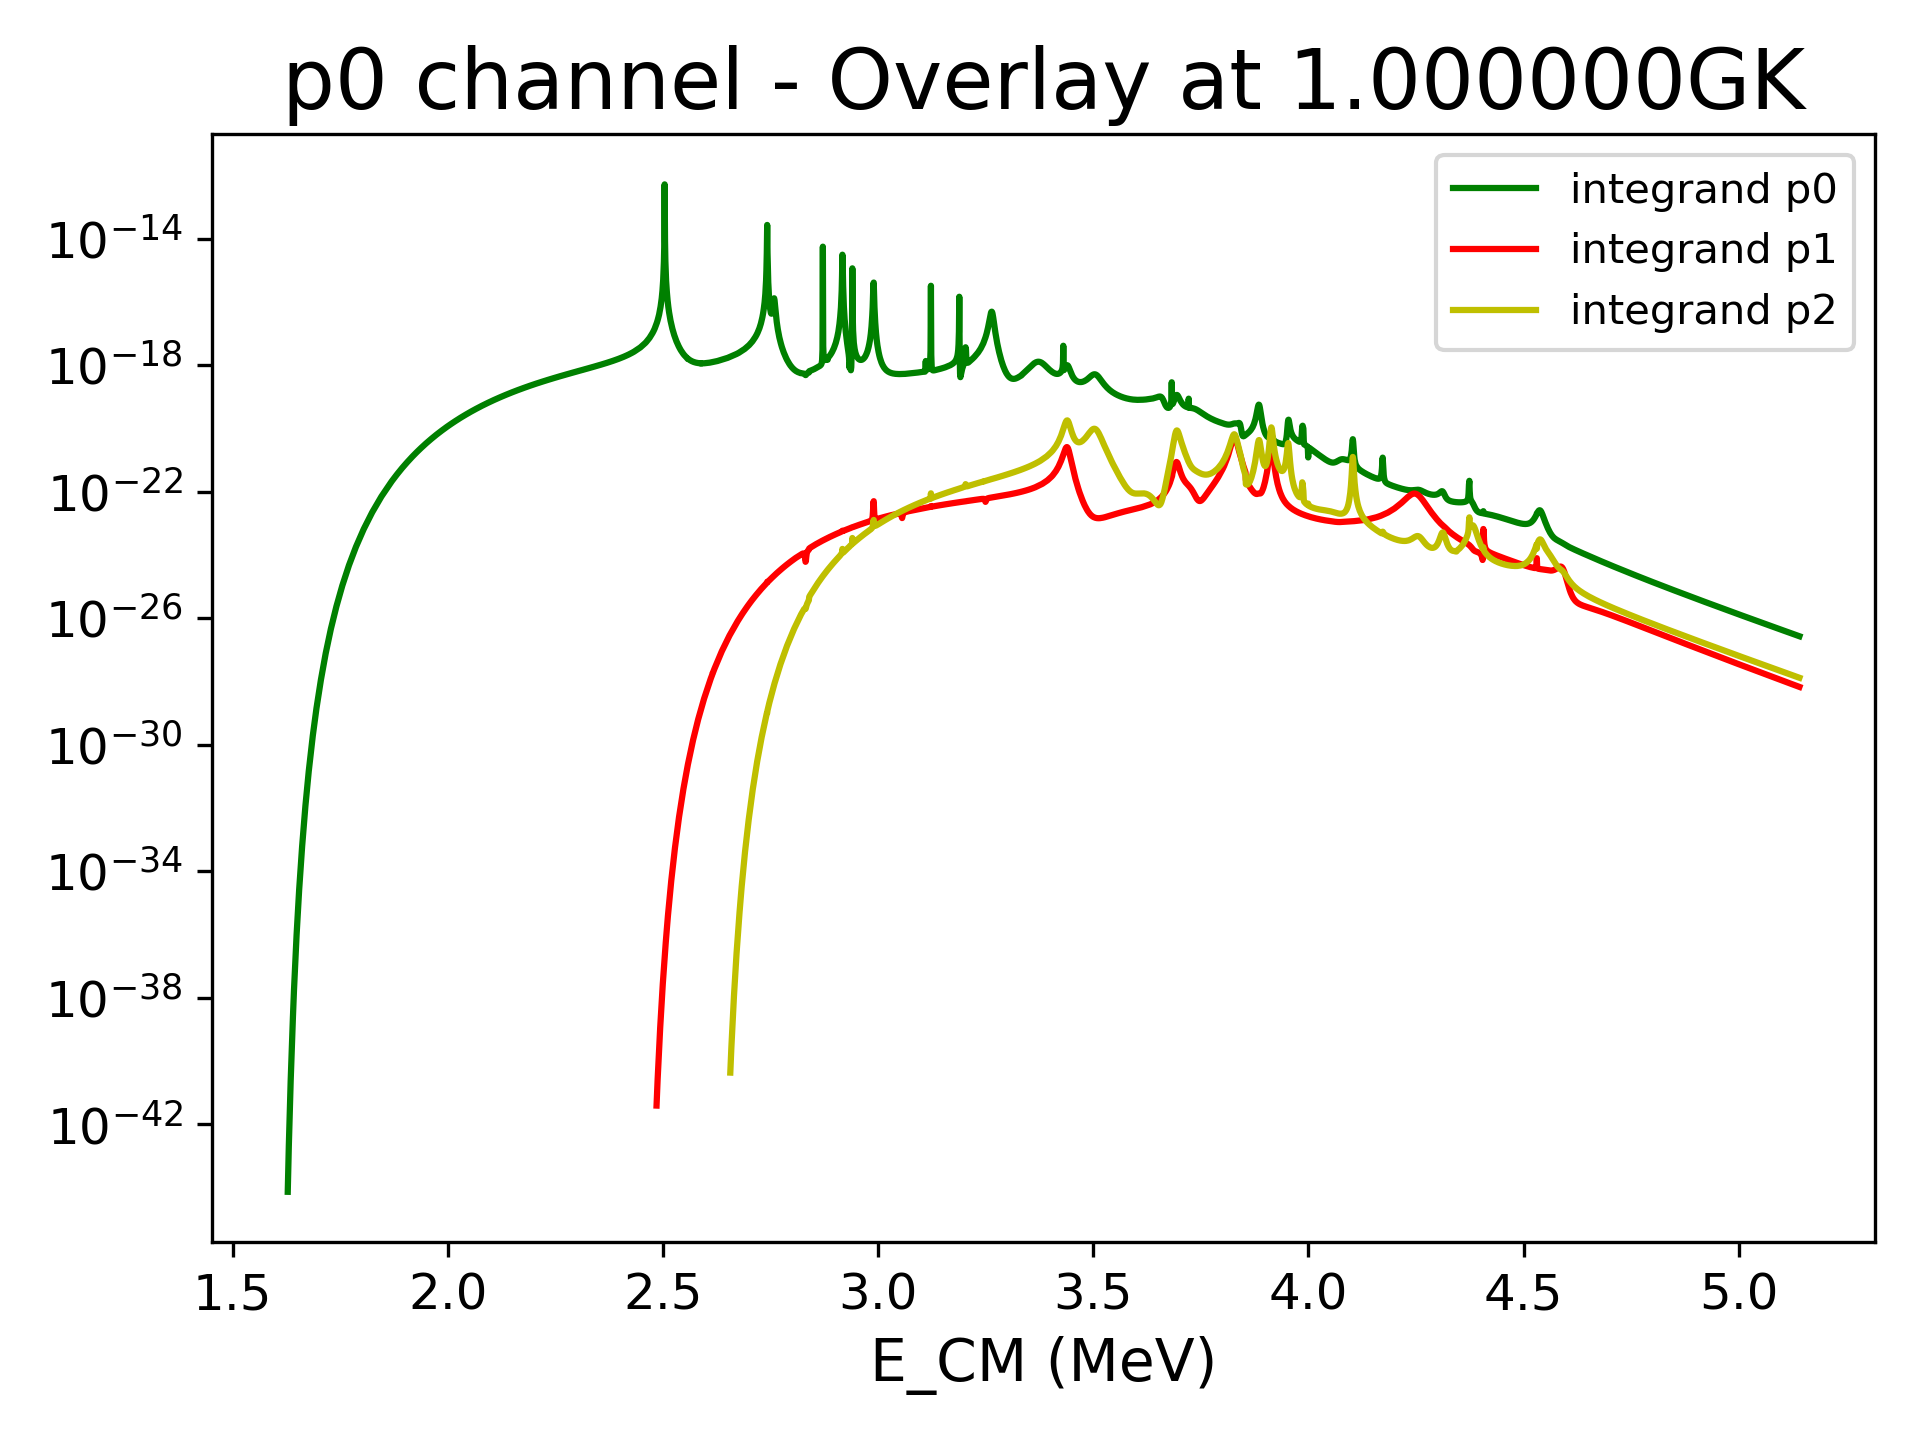 p0 channel - Overlay at 1.000000GK
integrand p0
integrand p1
integrand p2
10^−14
10^−18
10^−22
10^−26
10^−30
10^−34
10^−38
10^−42
1.5 2.0 2.5 3.0 3.5 4.0 4.5 5.0
E_CM (MeV)